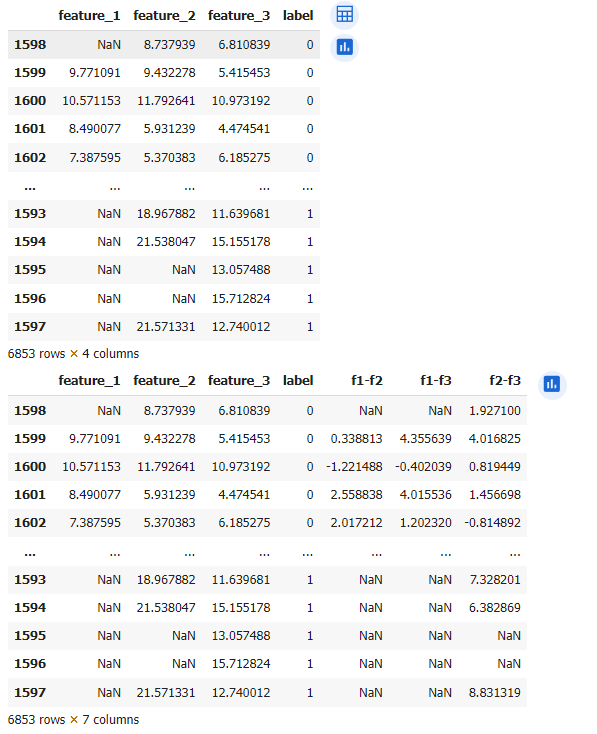 feature_1 feature_2 feature_3 label
1598 NaN 8.737939 6.810839 0
1599 9.771091 9.432278 5.415453 0
1600 10.571153 11.792641 10.973192 0
1601 8.490077 5.931239 4.474541 0
1602 7.387595 5.370383 6.185275 0
... ... ... ... ...
1593 NaN 18.967882 11.639681 1
1594 NaN 21.538047 15.155178 1
1595 NaN NaN 13.057488 1
1596 NaN NaN 15.712824 1
1597 NaN 21.571331 12.740012 1
6853 rows × 4 columns
feature_1 feature_2 feature_3 label f1-f2 f1-f3 f2-f3
1598 NaN 8.737939 6.810839 0 NaN NaN 1.927100
1599 9.771091 9.432278 5.415453 0 0.338813 4.355639 4.016825
1600 10.571153 11.792641 10.973192 0 -1.221488 -0.402039 0.819449
1601 8.490077 5.931239 4.474541 0 2.558838 4.015536 1.456698
1602 7.387595 5.370383 6.185275 0 2.017212 1.202320 -0.814892
... ... ... ... ... ... ... ...
1593 NaN 18.967882 11.639681 1 NaN NaN 7.328201
1594 NaN 21.538047 15.155178 1 NaN NaN 6.382869
1595 NaN NaN 13.057488 1 NaN NaN NaN
1596 NaN NaN 15.712824 1 NaN NaN NaN
1597 NaN 21.571331 12.740012 1 NaN NaN 8.831319
6853 rows × 7 columns